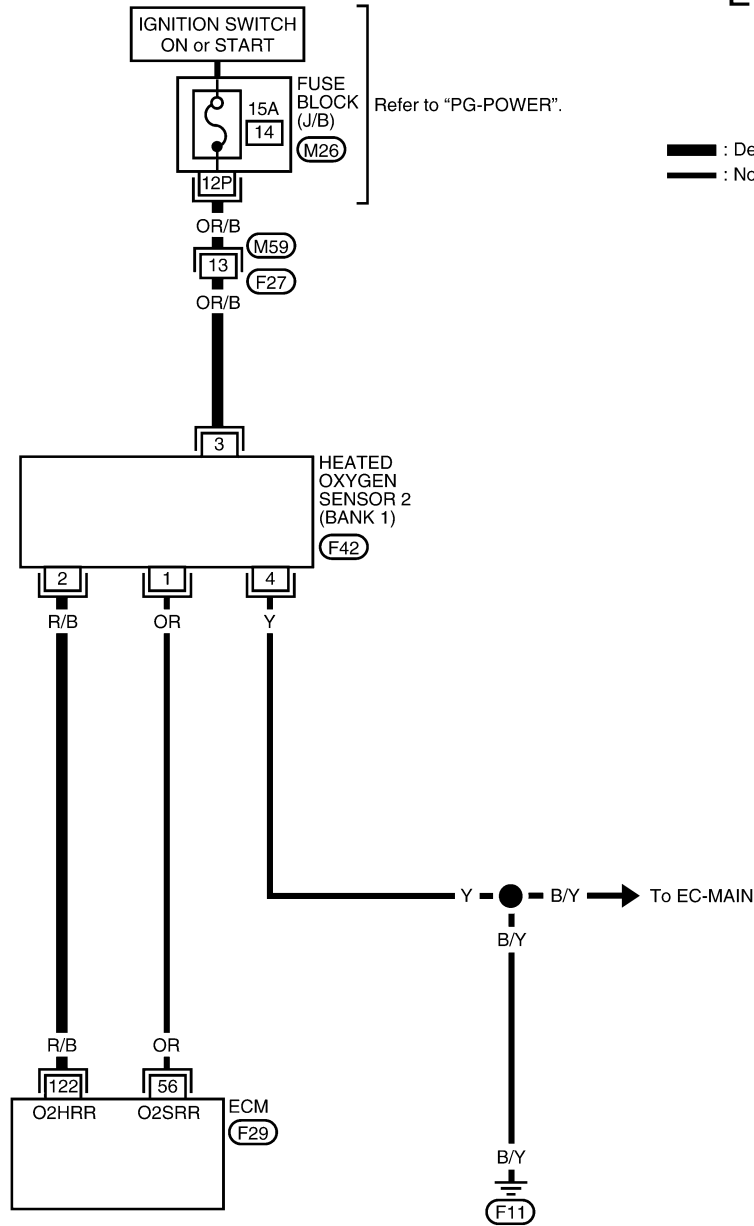 IGNITION SWITCH
ON or START
FUSE
BLOCK
(J/B)
15A
14
M26
Refer to “PG-POWER”.
12P
OR/B
M59
13
F27
OR/B
3
HEATED
OXYGEN
SENSOR 2
(BANK 1)
F42
2 1 4
R/B OR Y
: De
: No
Y B/Y To EC-MAIN
B/Y
R/B OR
122 56
O2HRR O2SRR
ECM
F29
B/Y
F11